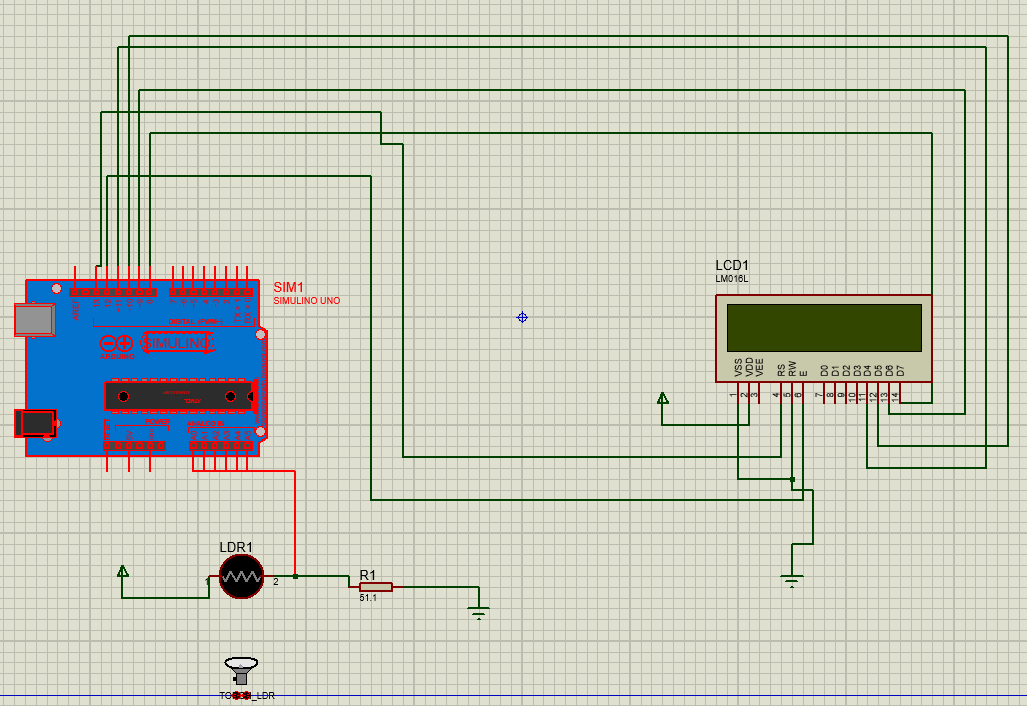 LCD1
LM016L
SIM1
SIMULINO UNO
SIMULINO
ARDUINO
VSS
VDD
VEE
RS
RW
E
D0
D1
D2
D3
D4
D5
D6
D7
1
2
3
4
5
6
7
8
9
10
11
12
13
14
POWER
LDR1
1
2
R1
51.1